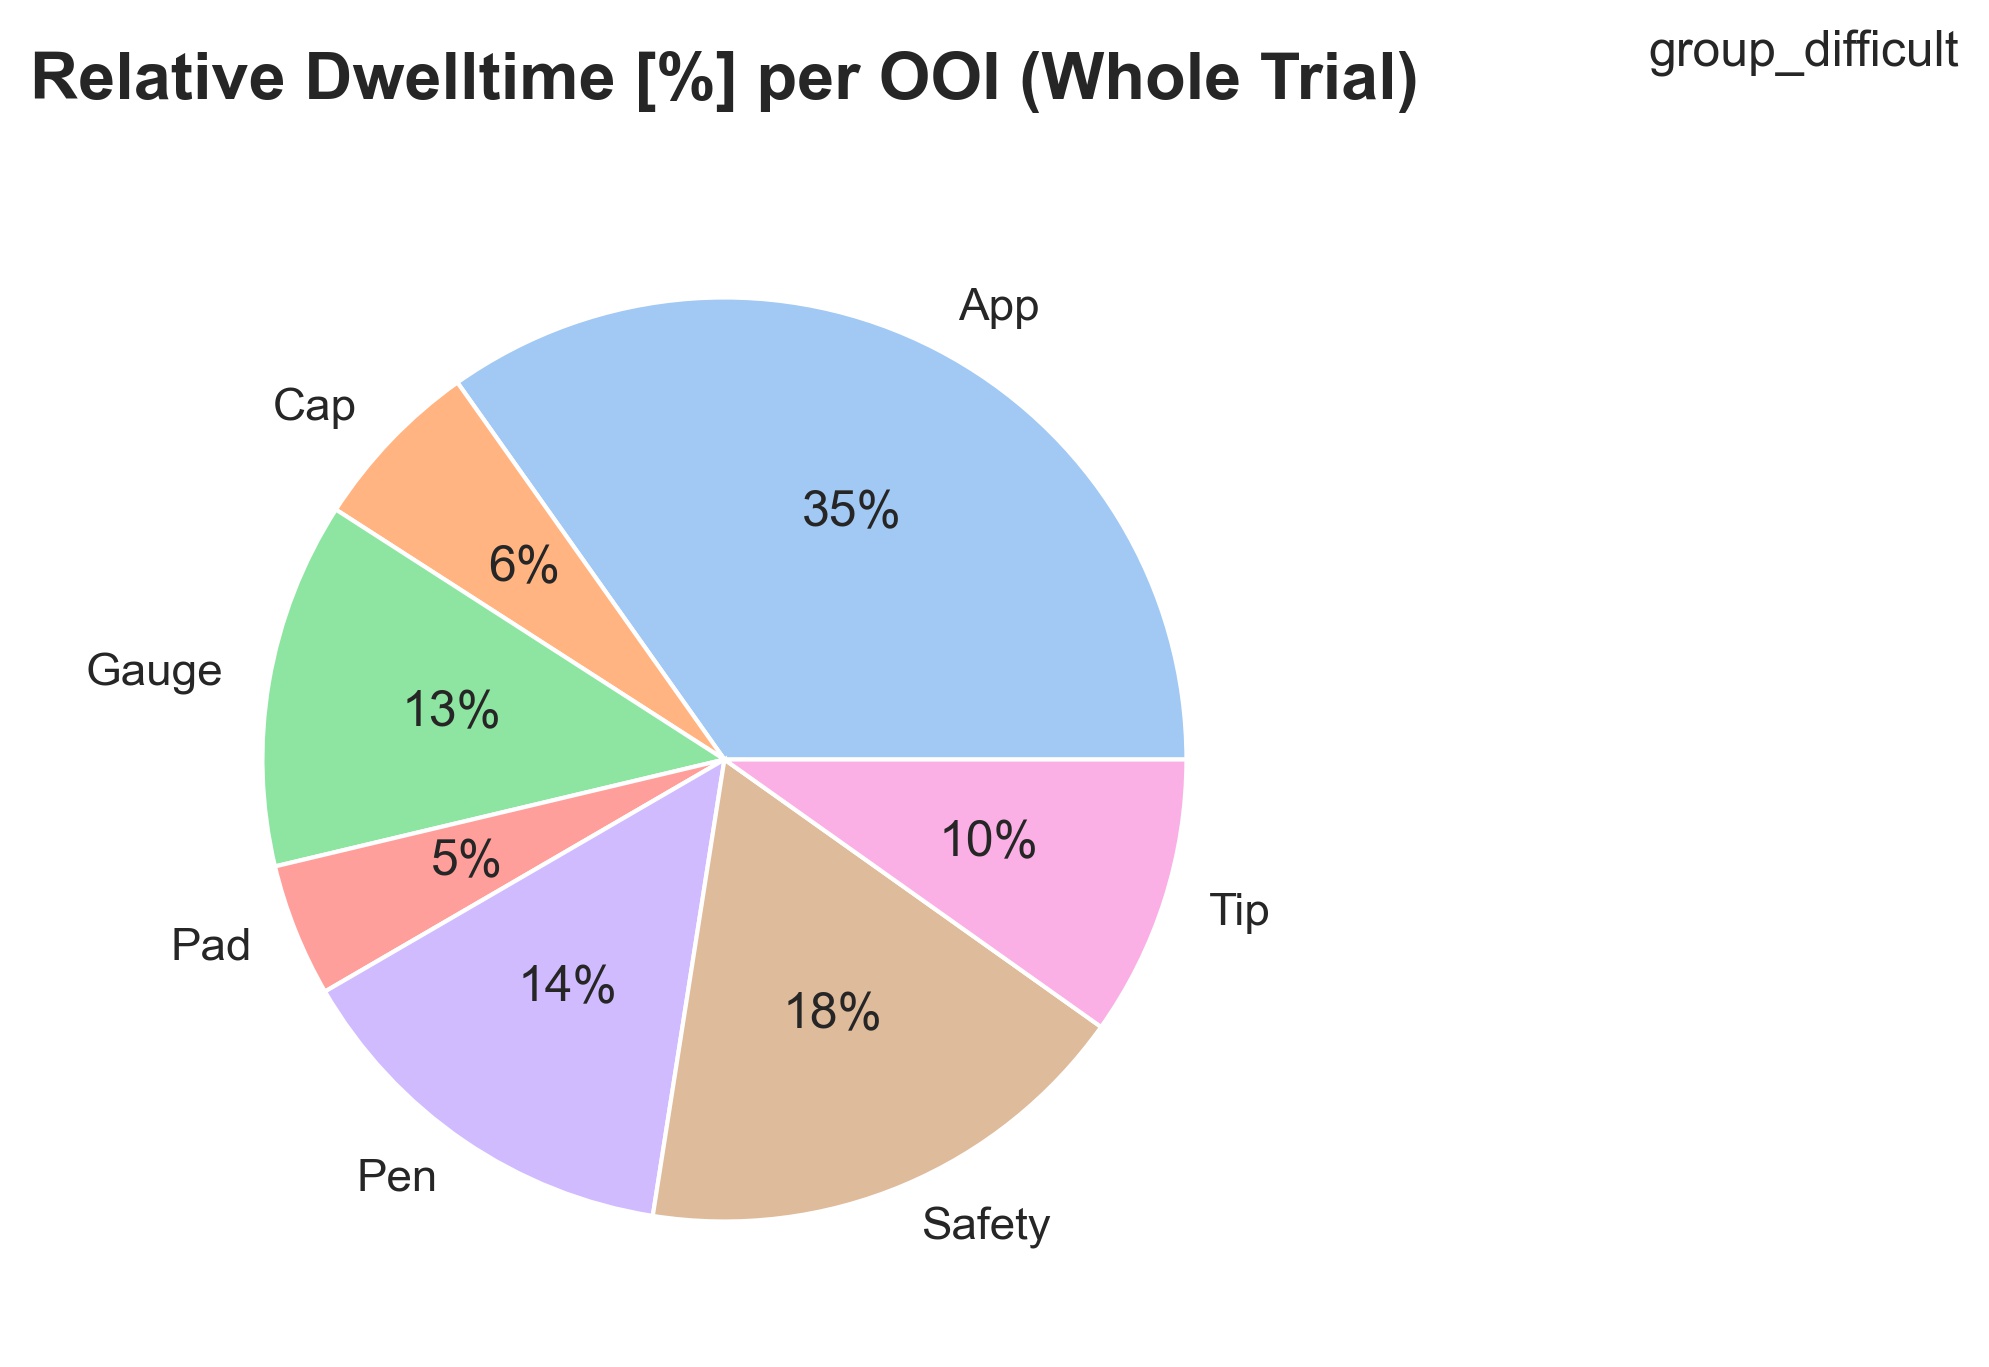 Relative Dwelltime [%] per OOI (Whole Trial)
group_difficult
App
35%
Cap
6%
Gauge
13%
Pad
5%
Pen
14%
Safety
18%
Tip
10%